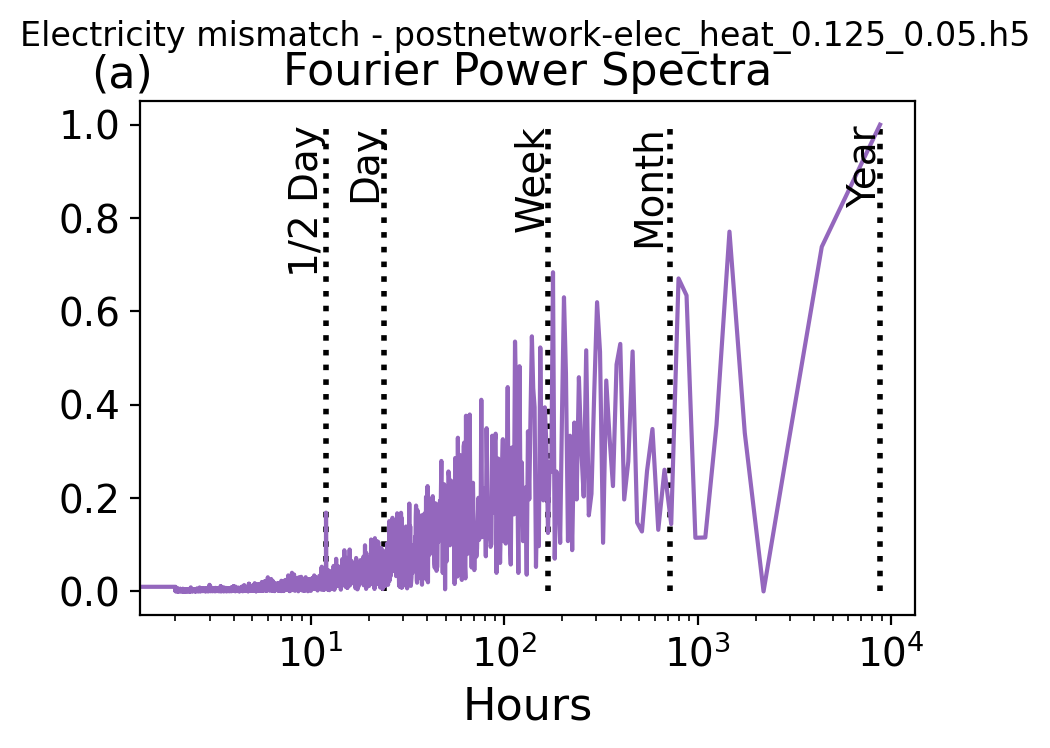 Electricity mismatch - postnetwork-elec_heat_0.125_0.05.h5
(a) Fourier Power Spectra
1/2 Day
Day
Week
Month
Year
1.0
0.8
0.6
0.4
0.2
0.0
10¹ 10² 10³ 10⁴
Hours